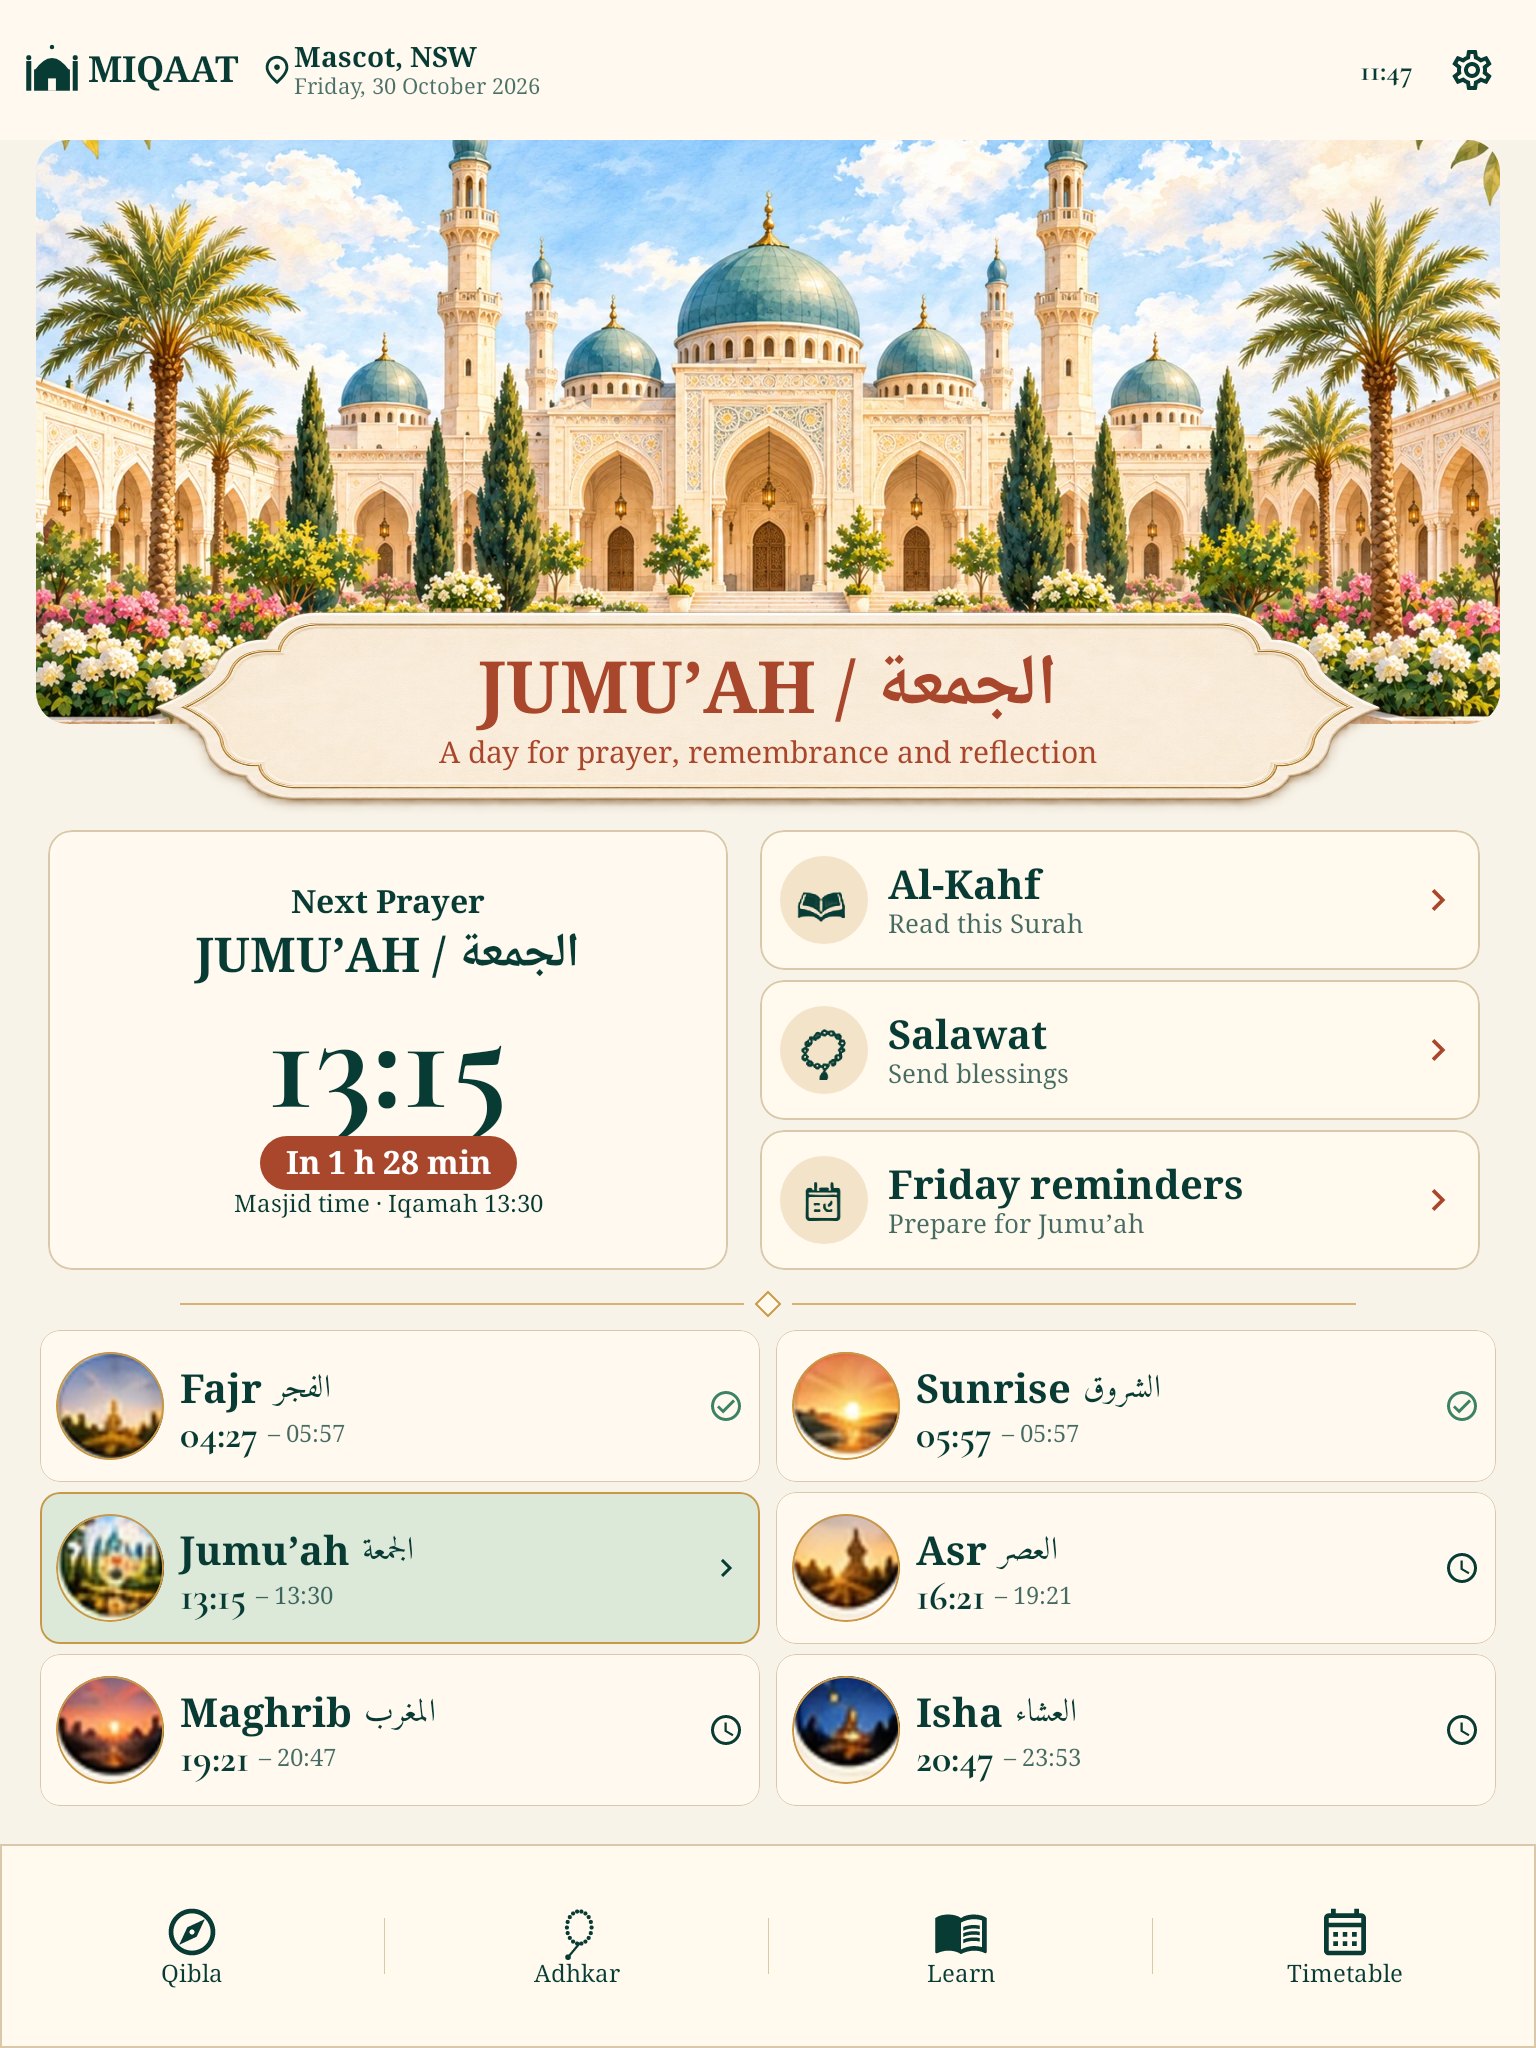 MIQAAT
Mascot, NSW
Friday, 30 October 2026
11:47
JUMU’AH / الجمعة
A day for prayer, remembrance and reflection
Next Prayer
JUMU’AH / الجمعة
13:15
In 1 h 28 min
Masjid time · Iqamah 13:30
Al-Kahf
Read this Surah
Salawat
Send blessings
Friday reminders
Prepare for Jumu’ah
Fajr الفجر
04:27 – 05:57
Sunrise الشروق
05:57 – 05:57
Jumu’ah الجمعة
13:15 – 13:30
Asr العصر
16:21 – 19:21
Maghrib المغرب
19:21 – 20:47
Isha العشاء
20:47 – 23:53
Qibla
Adhkar
Learn
Timetable